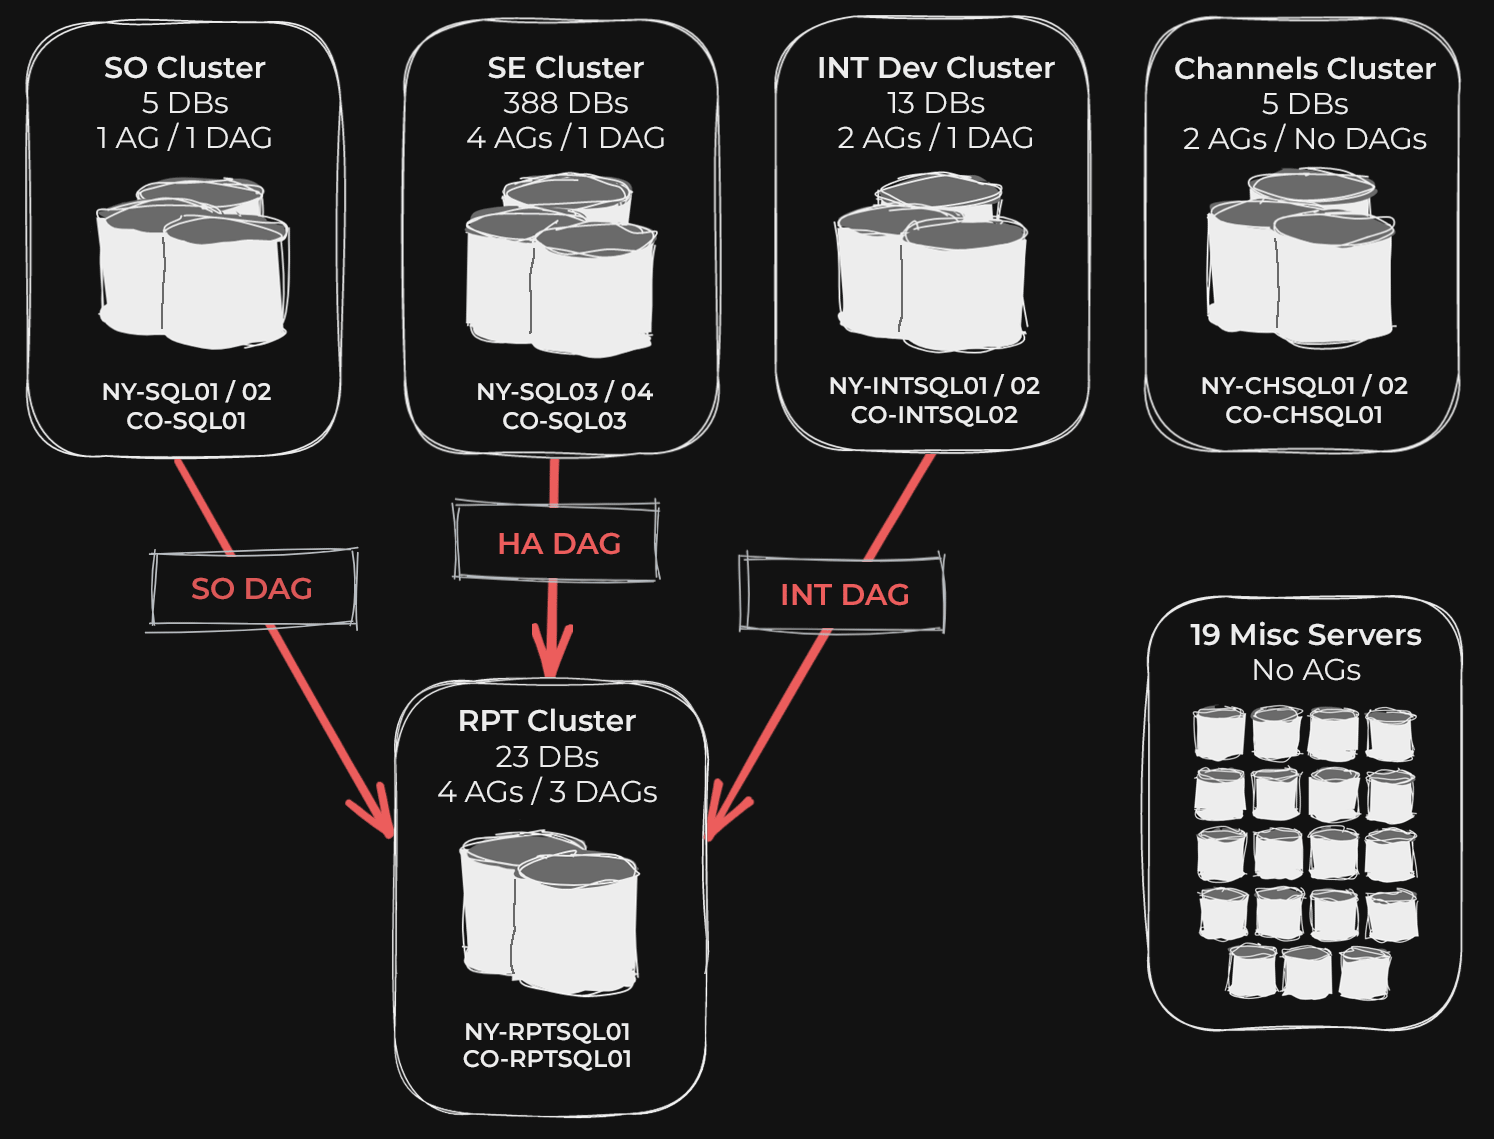 SO Cluster
5 DBs
1 AG / 1 DAG
NY-SQL01 / 02
CO-SQL01
SE Cluster
388 DBs
4 AGs / 1 DAG
NY-SQL03 / 04
CO-SQL03
INT Dev Cluster
13 DBs
2 AGs / 1 DAG
NY-INTSQL01 / 02
CO-INTSQL02
Channels Cluster
5 DBs
2 AGs / No DAGs
NY-CHSQL01 / 02
CO-CHSQL01
SO DAG
HA DAG
INT DAG
RPT Cluster
23 DBs
4 AGs / 3 DAGs
NY-RPTSQL01
CO-RPTSQL01
19 Misc Servers
No AGs